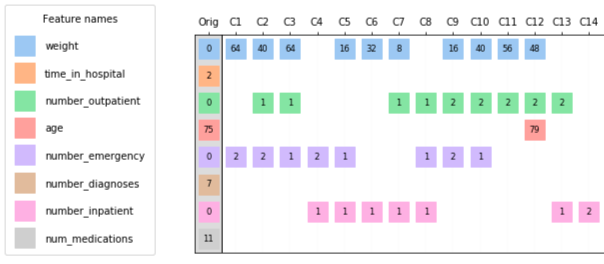 Feature names
weight
time_in_hospital
number_outpatient
age
number_emergency
number_diagnoses
number_inpatient
num_medications
Orig C1 C2 C3 C4 C5 C6 C7 C8 C9 C10 C11 C12 C13 C14
0 64 40 64 16 32 8 16 40 56 48
2
0 1 1 1 1 2 2 2 2 2
75 79
0 2 2 1 2 1 1 2 1
7
0 1 1 1 1 1 1 2
11